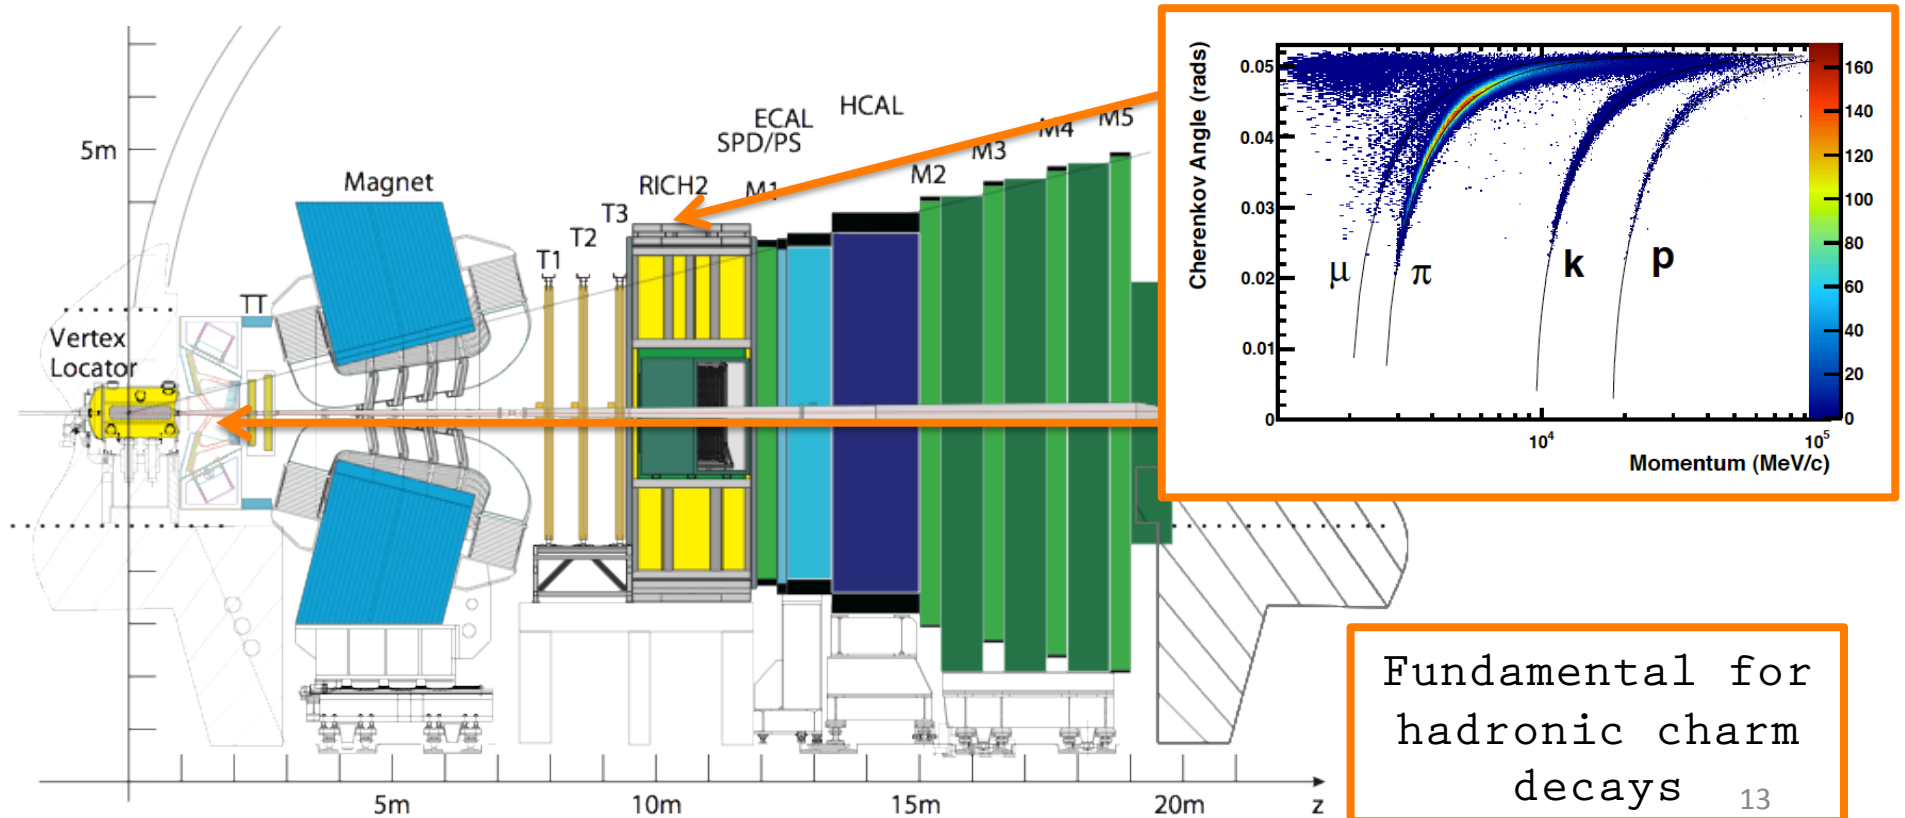 5m
Vertex
Locator
TT
Magnet
T1
T2
T3
RICH2
M1
SPD/PS
ECAL
HCAL
M2
M3
M4
M5
5m
10m
15m
20m
z
Cherenkov Angle (rads)
0.05
0.04
0.03
0.02
0.01
0
μ
π
k
p
10⁴
10⁵
Momentum (MeV/c)
160
140
120
100
80
60
40
20
0
Fundamental for
hadronic charm
decays
13